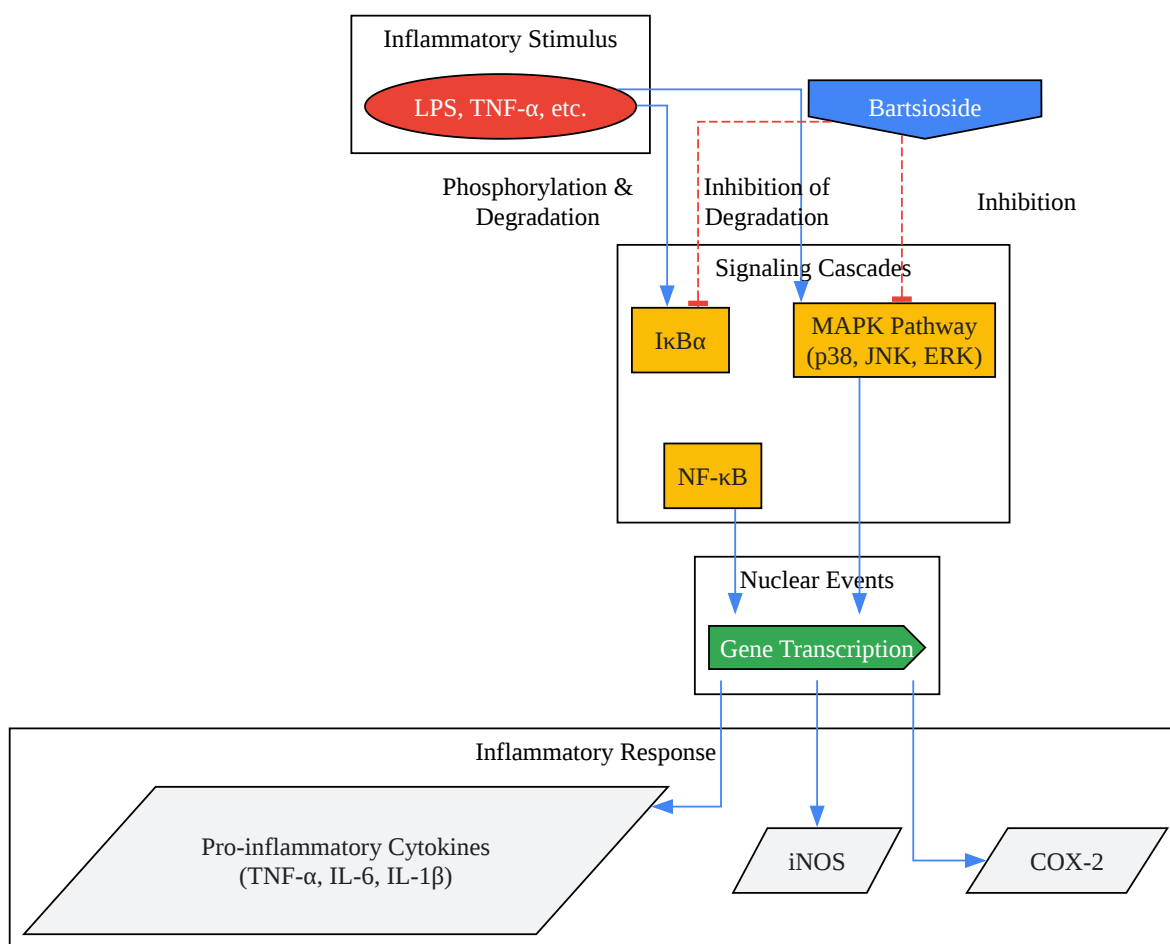 Inflammatory Stimulus
LPS, TNF-α, etc.
Bartsioside
Phosphorylation &
Degradation
Inhibition of
Degradation
Inhibition
Signaling Cascades
IκBα
MAPK Pathway
(p38, JNK, ERK)
NF-κB
Nuclear Events
Gene Transcription
Inflammatory Response
Pro-inflammatory Cytokines
(TNF-α, IL-6, IL-1β)
iNOS
COX-2